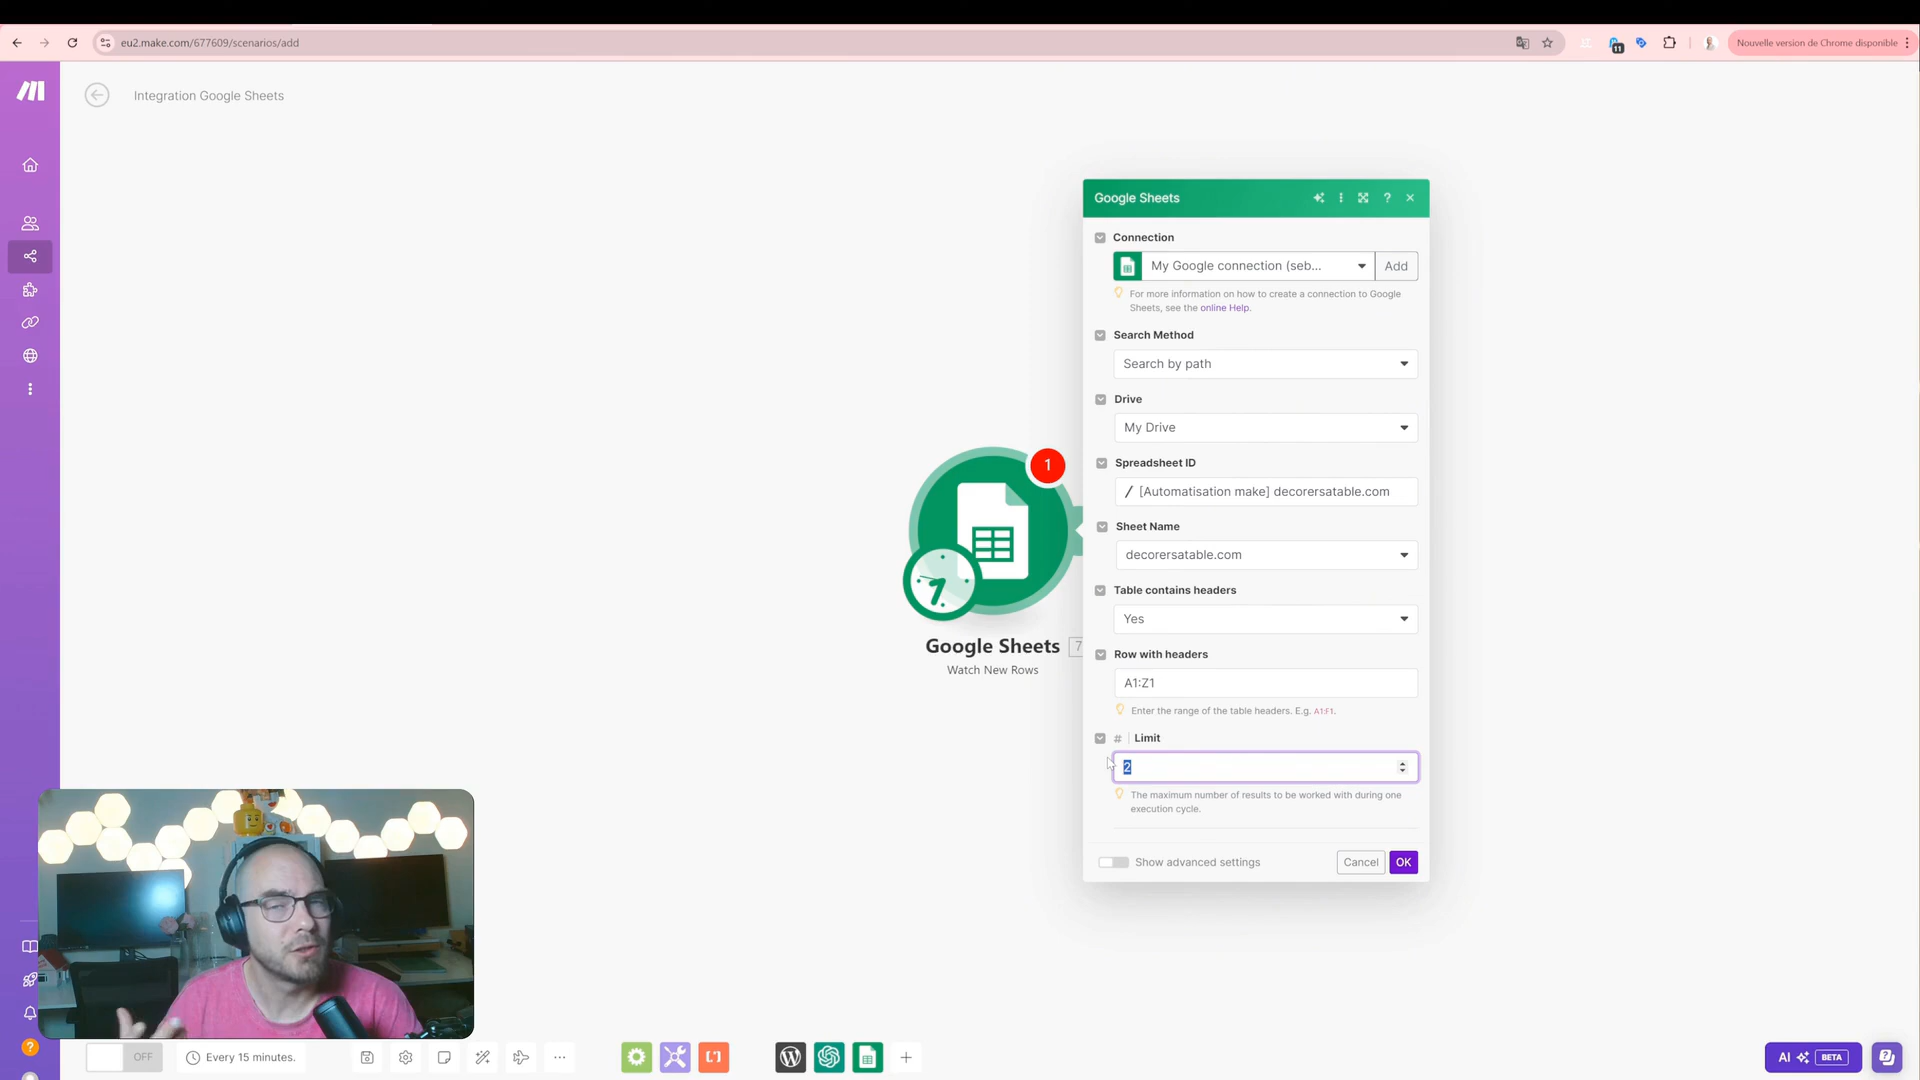 eu2.make.com/677609/scenarios/add
11
Nouvelle version de Chrome disponible
Integration Google Sheets
Google Sheets
?
Connection
My Google connection (seb...
Add
For more information on how to create a connection to Google
Sheets, see the online Help.
Search Method
Search by path
Drive
My Drive
Spreadsheet ID
/ [Automatisation make] decorersatable.com
Sheet Name
decorersatable.com
Table contains headers
Yes
Row with headers
A1:Z1
Enter the range of the table headers. E.g. A1:F1.
# Limit
2
The maximum number of results to be worked with during one
execution cycle.
Show advanced settings
Cancel
OK
1
7
Google Sheets
7
Watch New Rows
?
OFF
Every 15 minutes.
AI
BETA